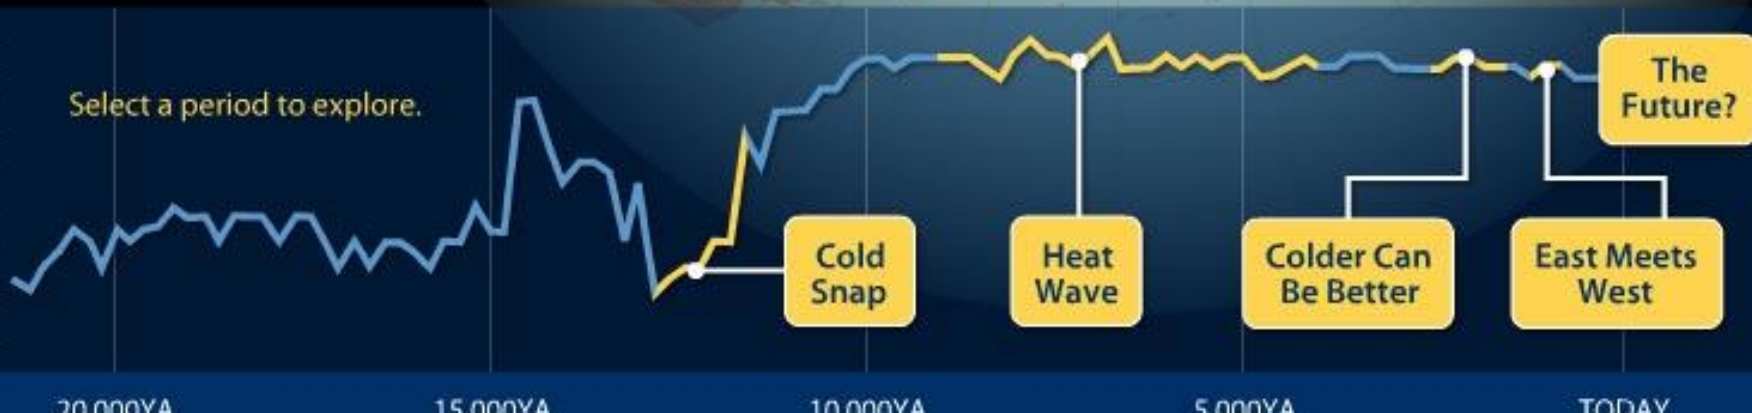 Select a period to explore.
The
Future?
Cold
Snap
Heat
Wave
Colder Can
Be Better
East Meets
West
20,000YA
15,000YA
10,000YA
5,000YA
TODAY